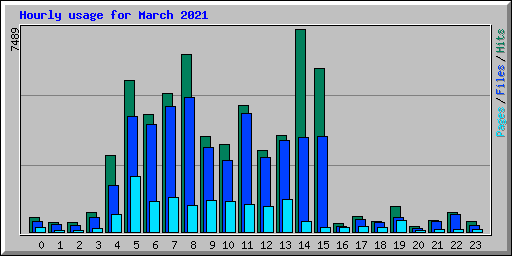 Hourly usage for March 2021
7489
Pages/Files/Hits
0 1 2 3 4 5 6 7 8 9 10 11 12 13 14 15 16 17 18 19 20 21 22 23